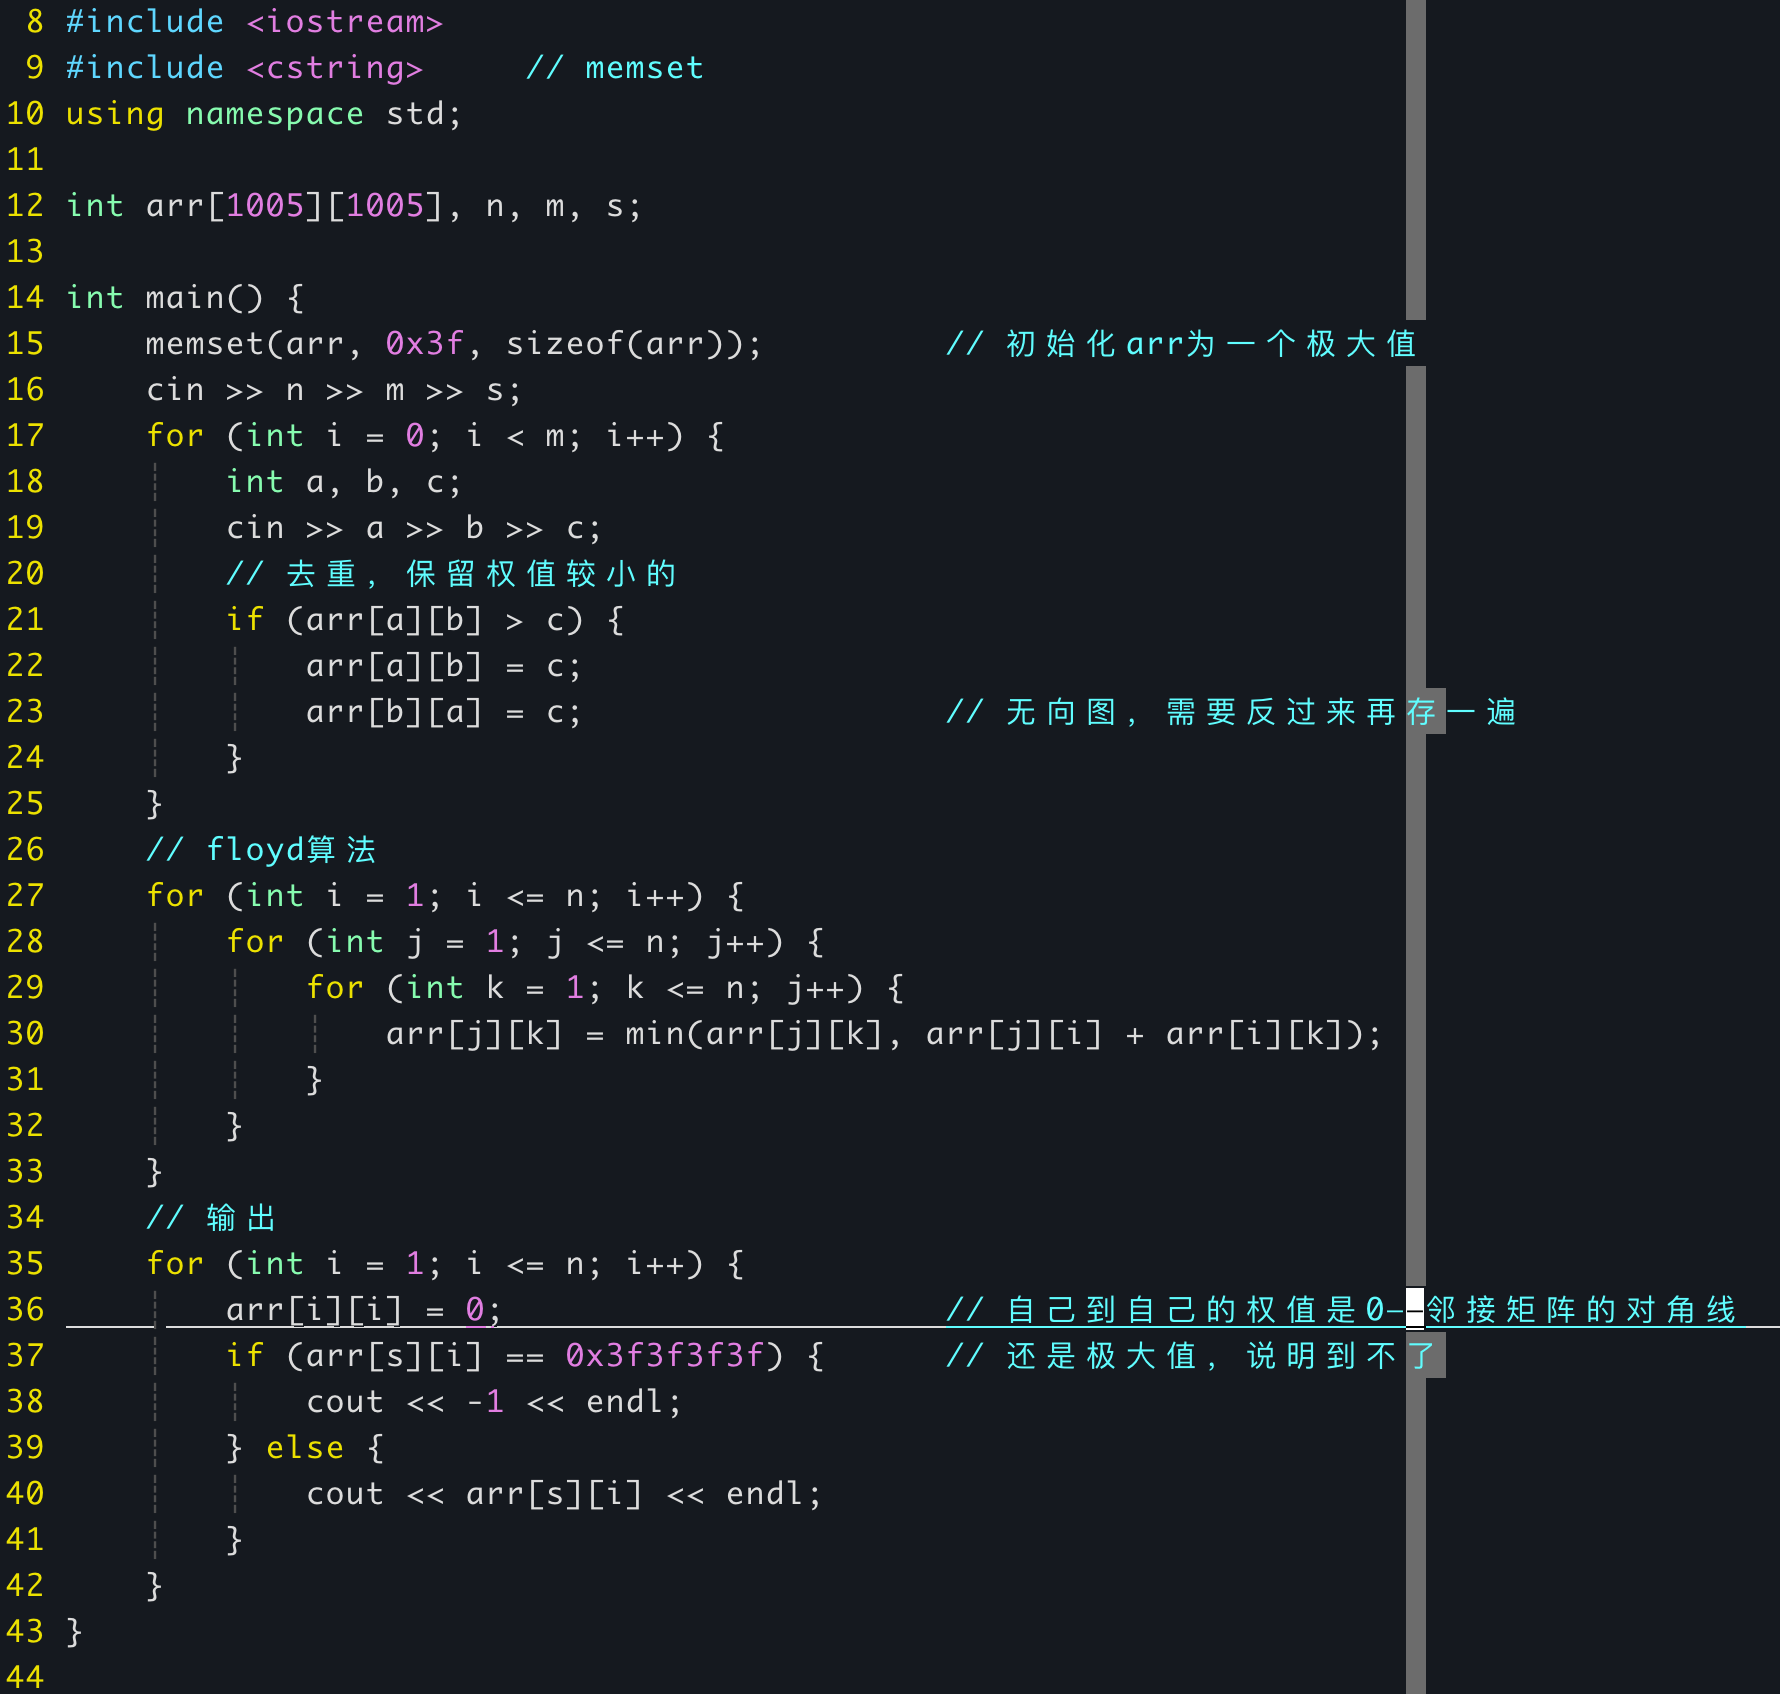 8 #include <iostream>
9 #include <cstring>     // memset
10 using namespace std;
11
12 int arr[1005][1005], n, m, s;
13
14 int main() {
15     memset(arr, 0x3f, sizeof(arr));         // 初始化arr为一个极大值
16     cin >> n >> m >> s;
17     for (int i = 0; i < m; i++) {
18         int a, b, c;
19         cin >> a >> b >> c;
20         // 去重，保留权值较小的
21         if (arr[a][b] > c) {
22             arr[a][b] = c;
23             arr[b][a] = c;                  // 无向图，需要反过来再存一遍
24         }
25     }
26     // floyd算法
27     for (int i = 1; i <= n; i++) {
28         for (int j = 1; j <= n; j++) {
29             for (int k = 1; k <= n; j++) {
30                 arr[j][k] = min(arr[j][k], arr[j][i] + arr[i][k]);
31             }
32         }
33     }
34     // 输出
35     for (int i = 1; i <= n; i++) {
36         arr[i][i] = 0;                      // 自己到自己的权值是0——邻接矩阵的对角线
37         if (arr[s][i] == 0x3f3f3f3f) {      // 还是极大值，说明到不了
38             cout << -1 << endl;
39         } else {
40             cout << arr[s][i] << endl;
41         }
42     }
43 }
44